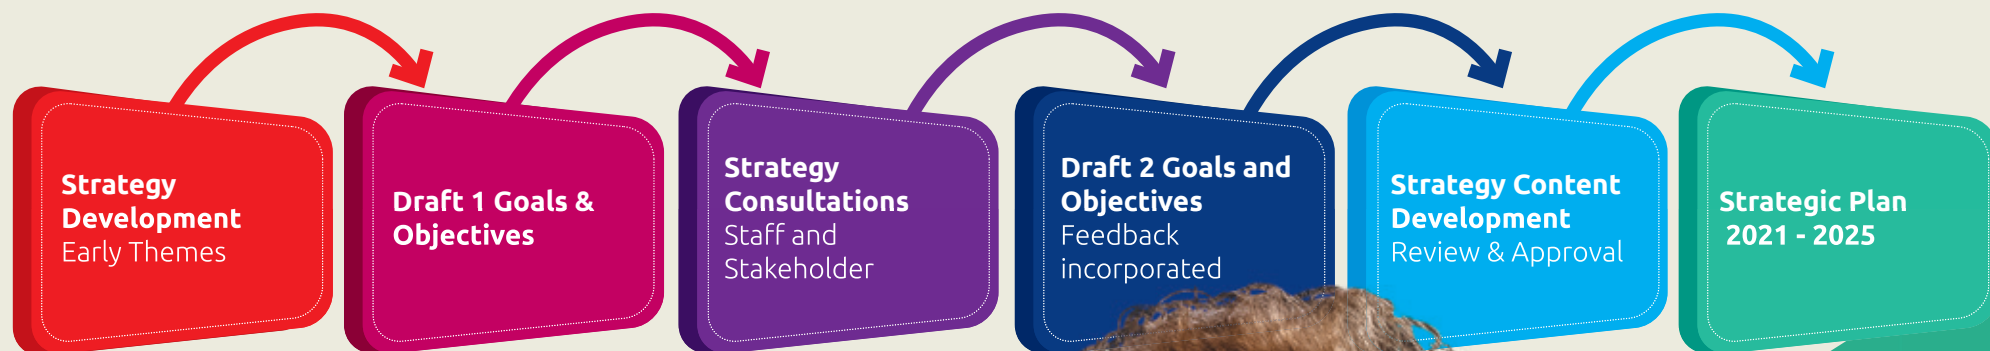 Strategy
Development
Early Themes
Draft 1 Goals &
Objectives
Strategy
Consultations
Staff and
Stakeholder
Draft 2 Goals and
Objectives
Feedback
incorporated
Strategy Content
Development
Review & Approval
Strategic Plan
2021 - 2025